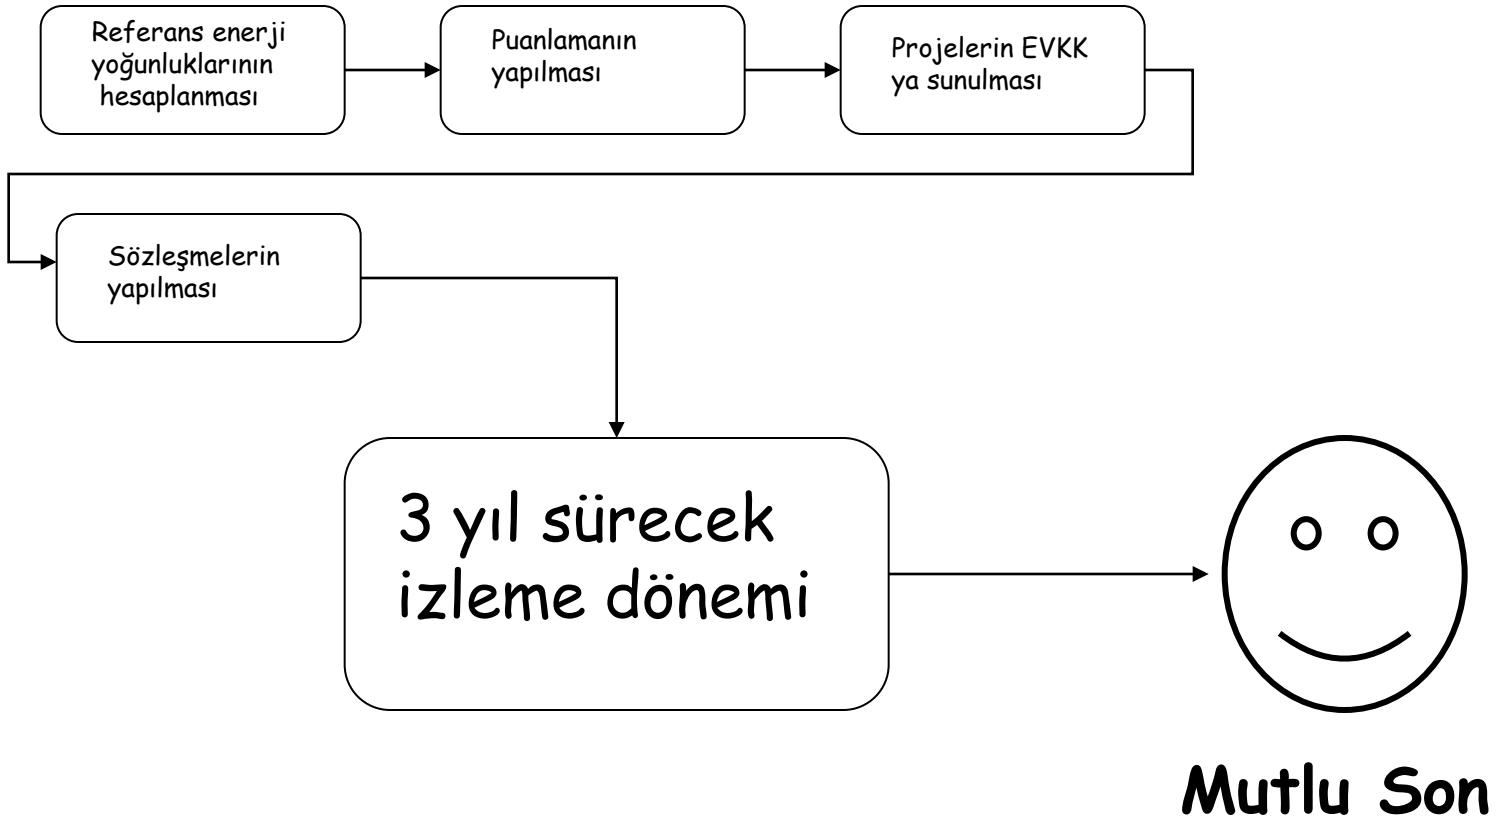 Referans enerji
yoğunluklarının
hesaplanması
Puanlamanın
yapılması
Projelerin EVKK
ya sunulması
Sözleşmelerin
yapılması
3 yıl sürecek
izleme dönemi
Mutlu Son